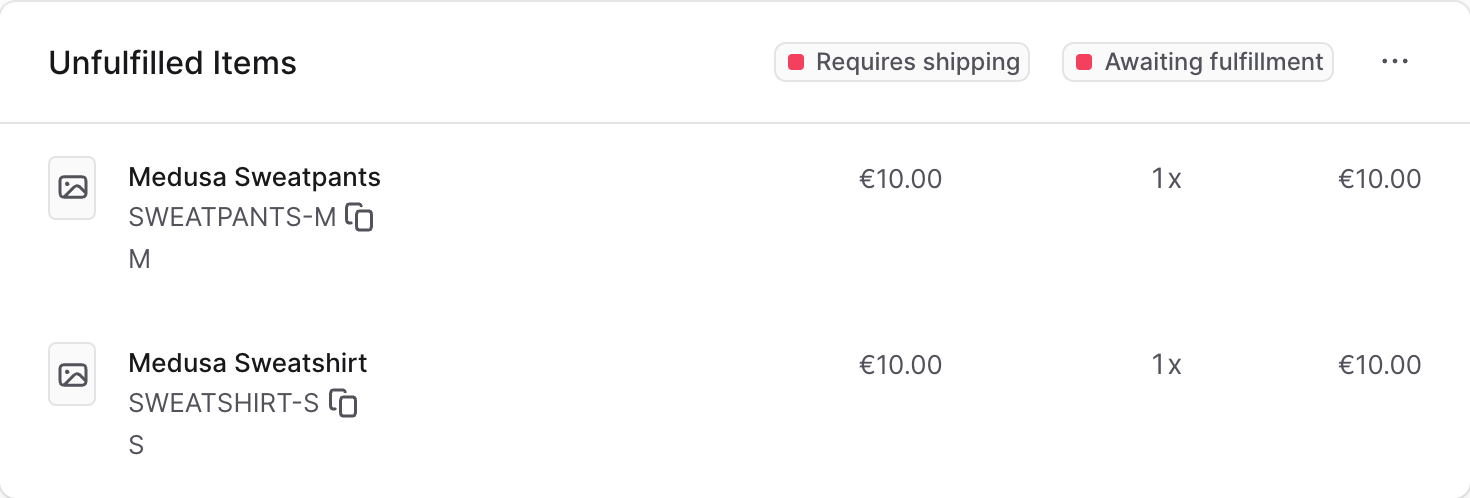 Unfulfilled Items Requires shipping Awaiting fulfillment
Medusa Sweatpants €10.00 1x €10.00
SWEATPANTS-M
M
Medusa Sweatshirt €10.00 1x €10.00
SWEATSHIRT-S
S